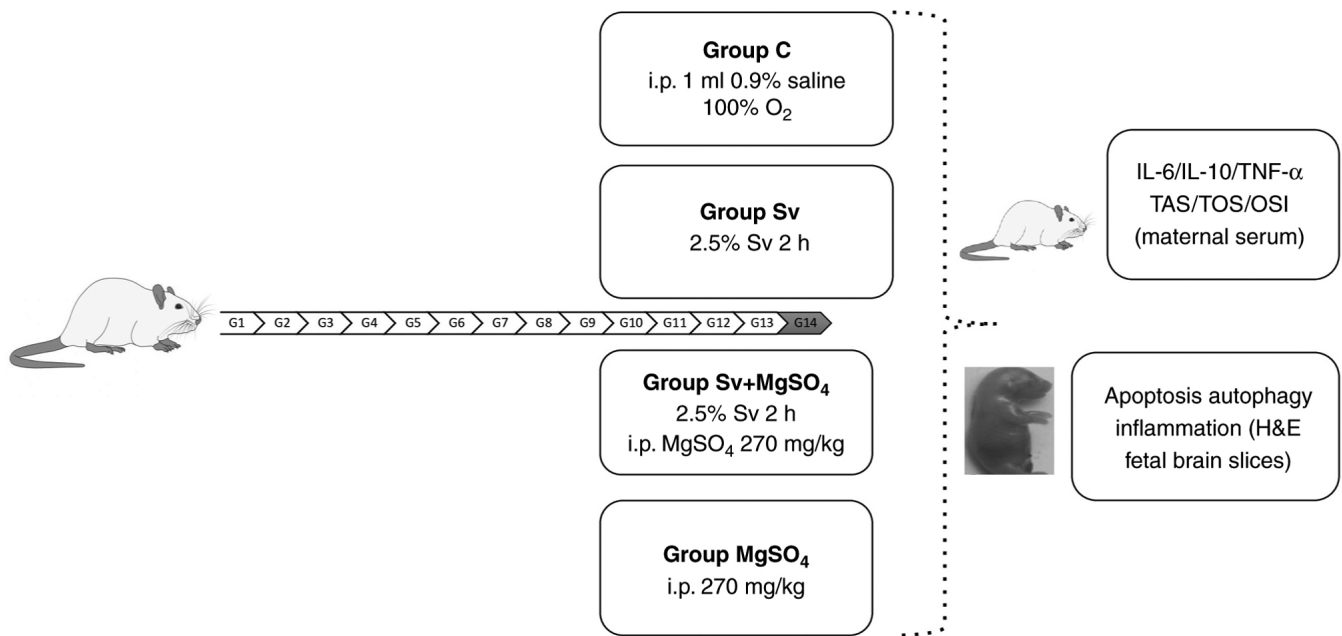 Group C
i.p. 1 ml 0.9% saline
100% O₂
Group Sv
2.5% Sv 2 h
G1 G2 G3 G4 G5 G6 G7 G8 G9 G10 G11 G12 G13 G14
Group Sv+MgSO₄
2.5% Sv 2 h
i.p. MgSO₄ 270 mg/kg
Group MgSO₄
i.p. 270 mg/kg
IL-6/IL-10/TNF-α
TAS/TOS/OSI
(maternal serum)
Apoptosis autophagy
inflammation (H&E
fetal brain slices)